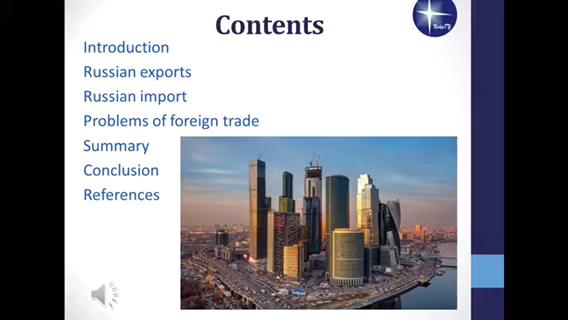 Contents
Introduction
Russian exports
Russian import
Problems of foreign trade
Summary
Conclusion
References